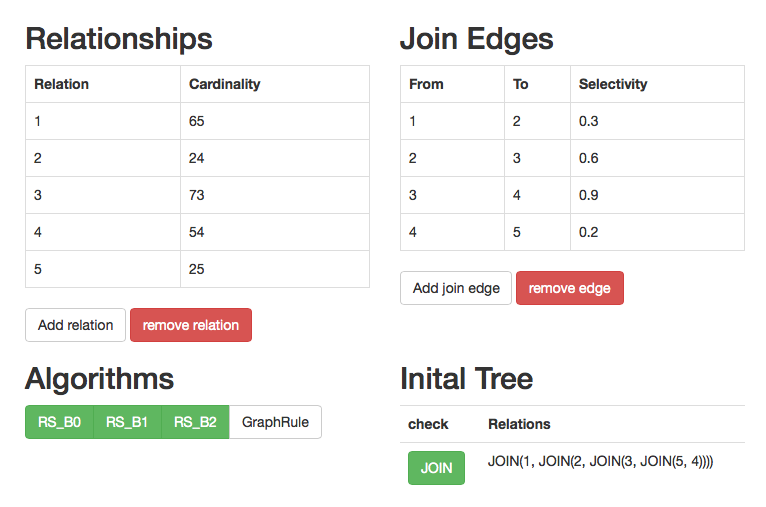 Relationships
Relation Cardinality
1 65
2 24
3 73
4 54
5 25
Add relation remove relation
Join Edges
From To Selectivity
1 2 0.3
2 3 0.6
3 4 0.9
4 5 0.2
Add join edge remove edge
Algorithms
RS_B0 RS_B1 RS_B2 GraphRule
Inital Tree
check Relations
JOIN JOIN(1, JOIN(2, JOIN(3, JOIN(5, 4))))